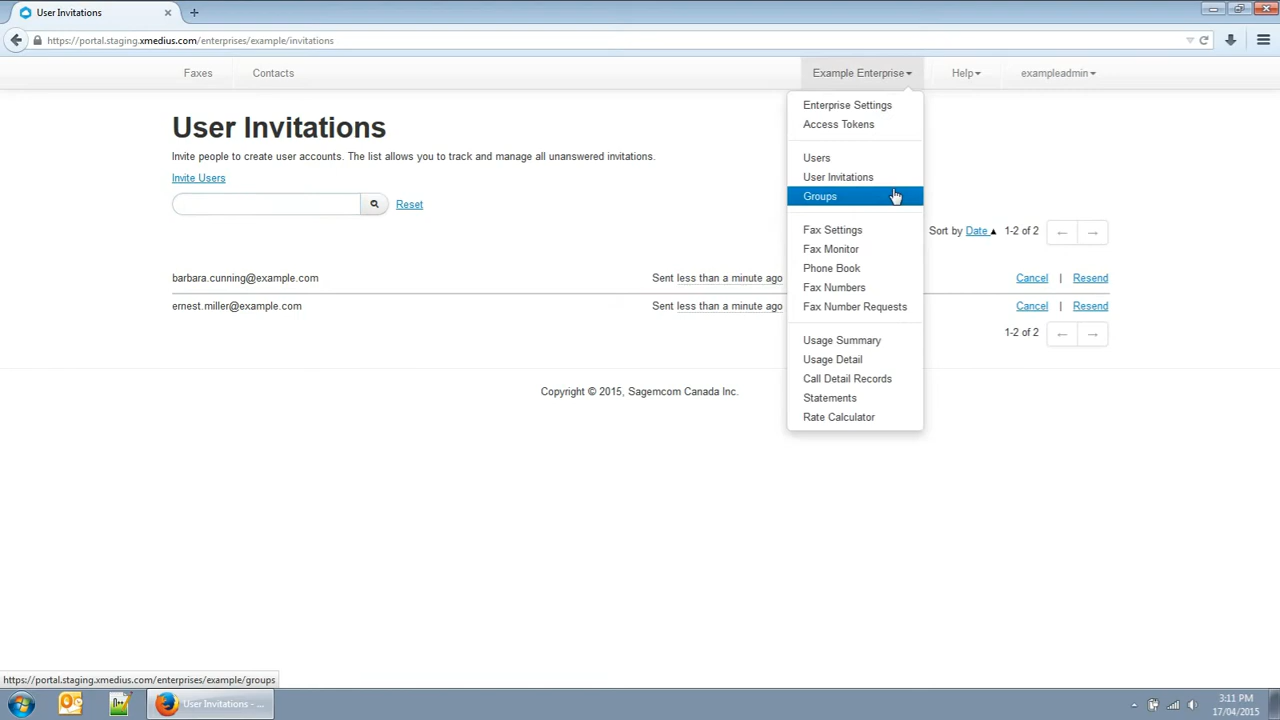 User Invitations
https://portal.staging.xmedius.com/enterprises/example/invitations
Faxes
Contacts
Example Enterprise
Help
exampleadmin
Enterprise Settings
Access Tokens
Users
User Invitations
Groups
Fax Settings
Fax Monitor
Phone Book
Fax Numbers
Fax Number Requests
Usage Summary
Usage Detail
Call Detail Records
Statements
Rate Calculator
User Invitations
Invite people to create user accounts. The list allows you to track and manage all unanswered invitations.
Invite Users
Reset
Sort by Date ▲ 1-2 of 2 ← →
barbara.cunning@example.com Sent less than a minute ago Cancel | Resend
ernest.miller@example.com Sent less than a minute ago Cancel | Resend
1-2 of 2 ← →
Copyright © 2015, Sagemcom Canada Inc.
https://portal.staging.xmedius.com/enterprises/example/groups
User Invitations - ...
3:11 PM
17/04/2015